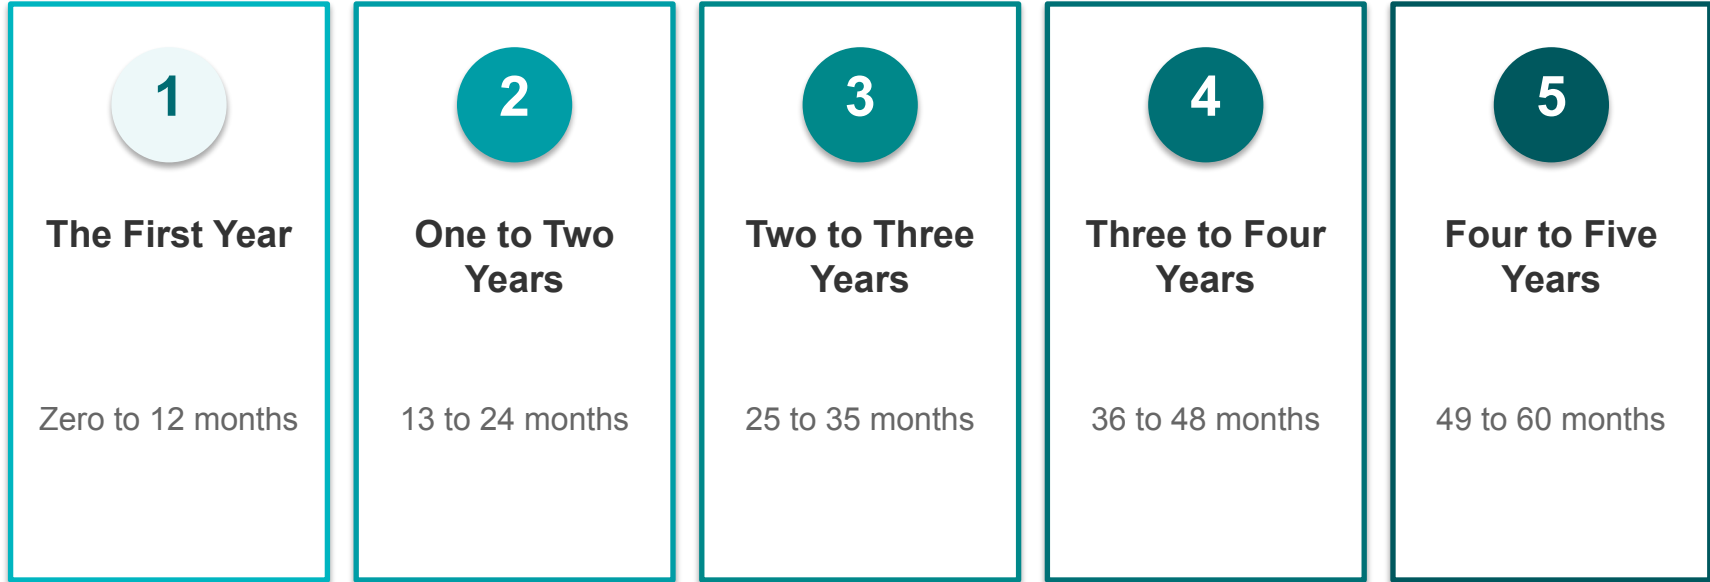 1
The First Year
Zero to 12 months
2
One to Two
Years
13 to 24 months
3
Two to Three
Years
25 to 35 months
4
Three to Four
Years
36 to 48 months
5
Four to Five
Years
49 to 60 months